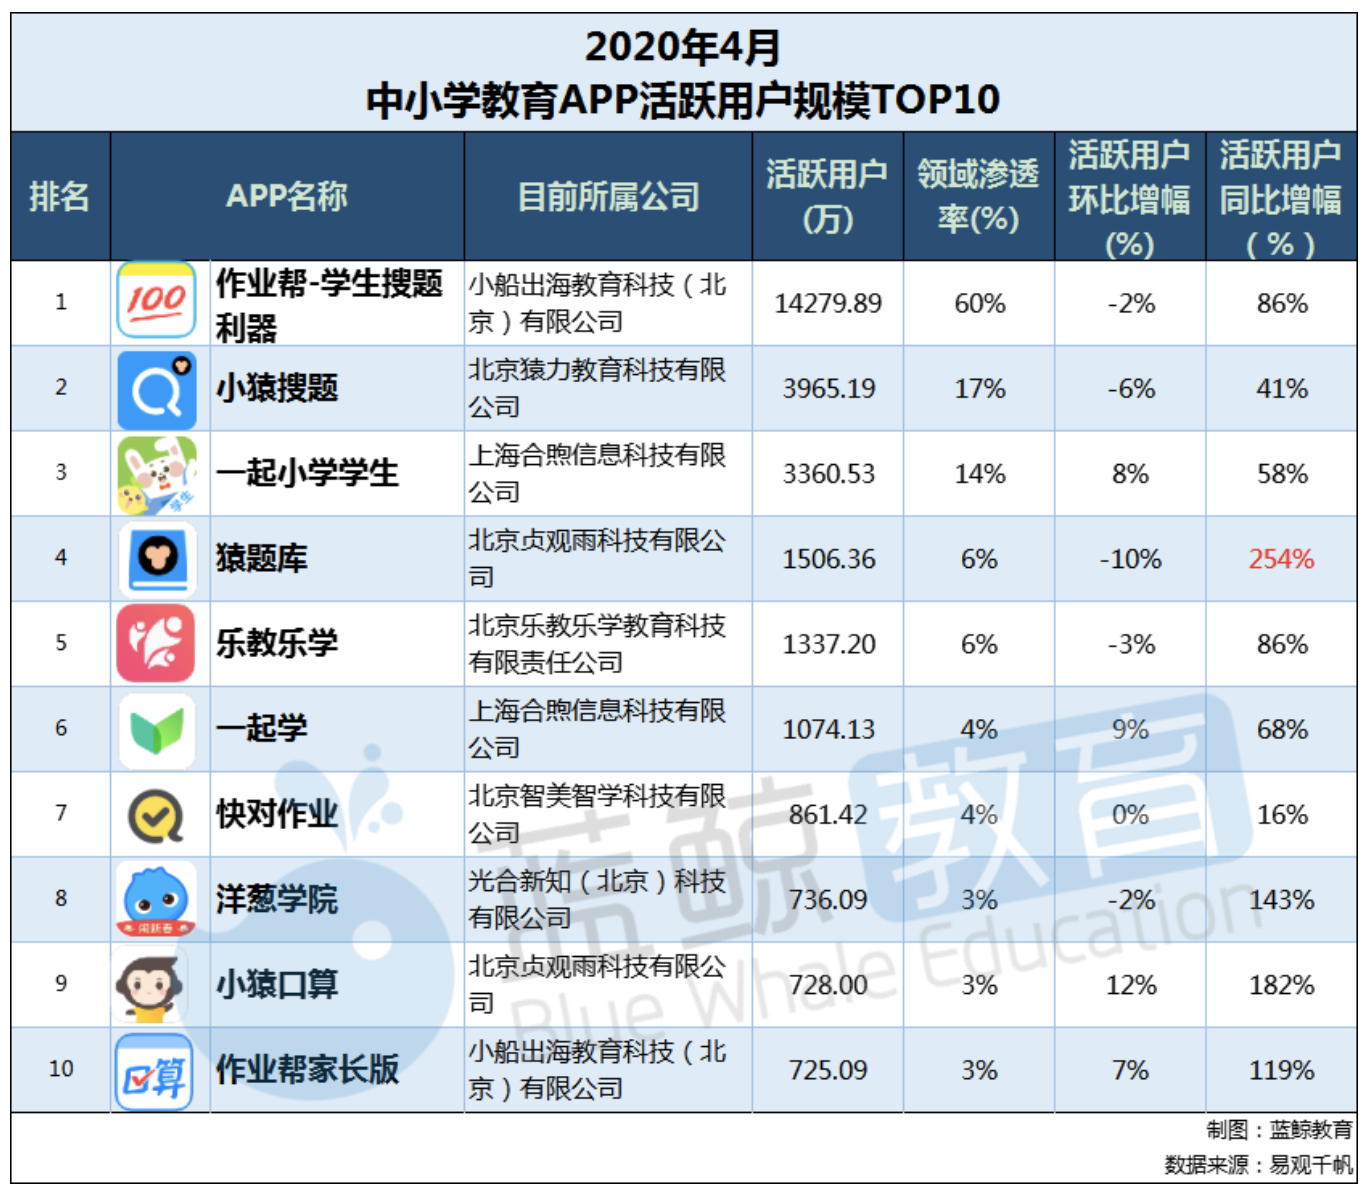 2020年4月
中小学教育APP活跃用户规模TOP10
排名
APP名称
目前所属公司
活跃用户
(万)
领域渗透
率(%)
活跃用户
环比增幅
(%)
活跃用户
同比增幅
(%)
1
100
作业帮-学生搜题
利器
小船出海教育科技（北
京）有限公司
14279.89
60%
-2%
86%
2
小猿搜题
北京猿力教育科技有限
公司
3965.19
17%
-6%
41%
3
学生
一起小学学生
上海合煦信息科技有限
公司
3360.53
14%
8%
58%
4
猿题库
北京贞观雨科技有限公
司
1506.36
6%
-10%
254%
5
乐教乐学
北京乐教乐学教育科技
有限责任公司
1337.20
6%
-3%
86%
6
一起学
上海合煦信息科技有限
公司
1074.13
4%
9%
68%
7
快对作业
北京智美智学科技有限
公司
861.42
4%
0%
16%
8
闹新春
洋葱学院
光合新知（北京）科技
有限公司
736.09
3%
-2%
143%
9
小猿口算
北京贞观雨科技有限公
司
728.00
3%
12%
182%
10
口算
作业帮家长版
小船出海教育科技（北
京）有限公司
725.09
3%
7%
119%
蓝鲸教育
Blue Whale Education
制图：蓝鲸教育
数据来源：易观千帆